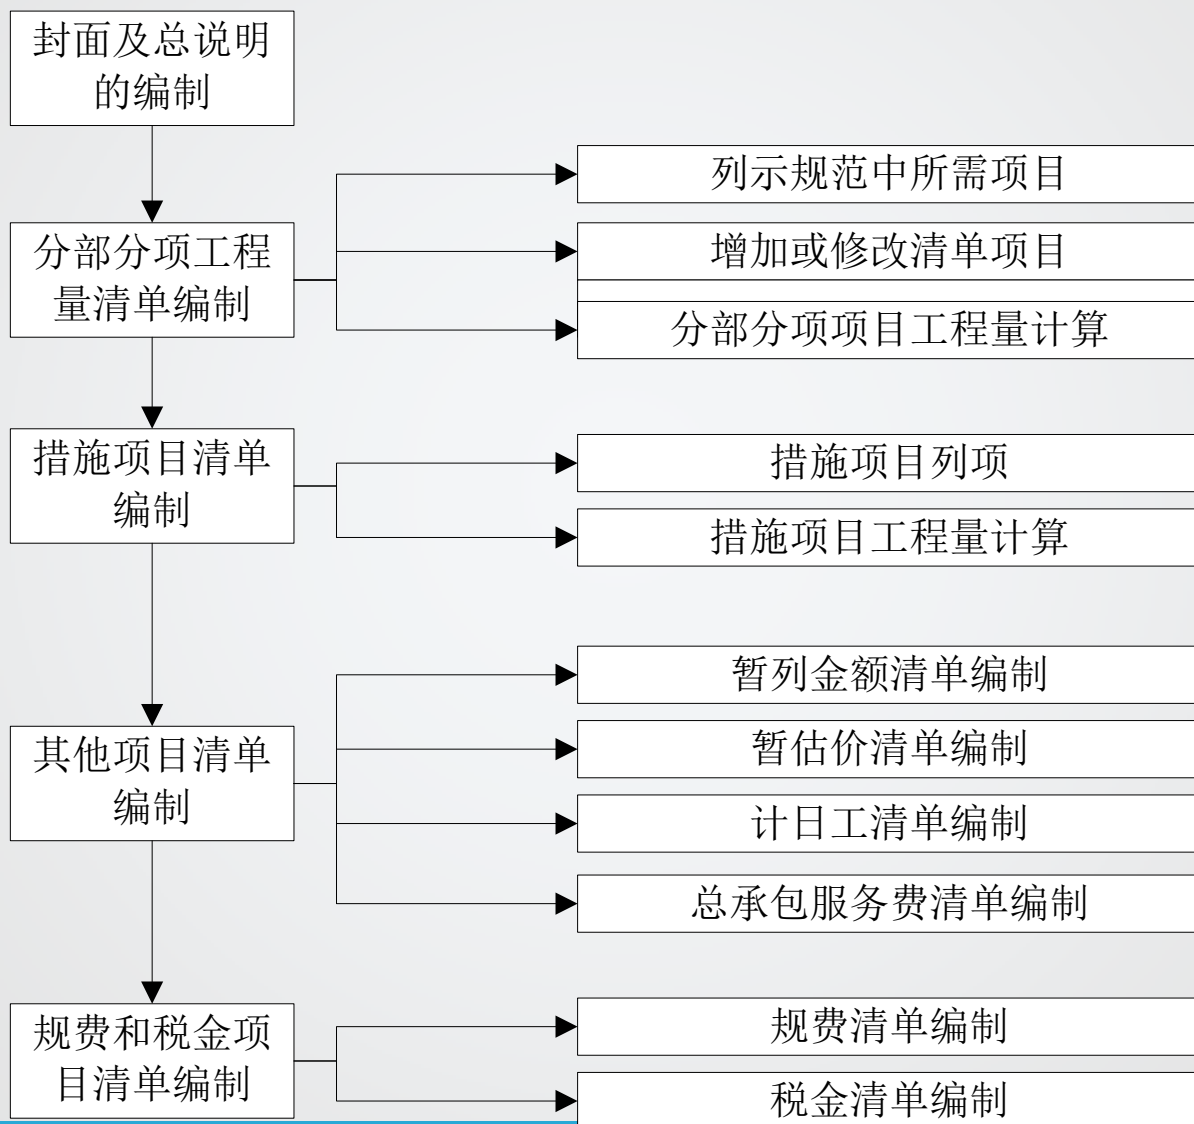 封面及总说明
的编制
列示规范中所需项目
分部分项工程
量清单编制
增加或修改清单项目
分部分项项目工程量计算
措施项目清单
编制
措施项目列项
措施项目工程量计算
暂列金额清单编制
其他项目清单
编制
暂估价清单编制
计日工清单编制
总承包服务费清单编制
规费和税金项
目清单编制
规费清单编制
税金清单编制